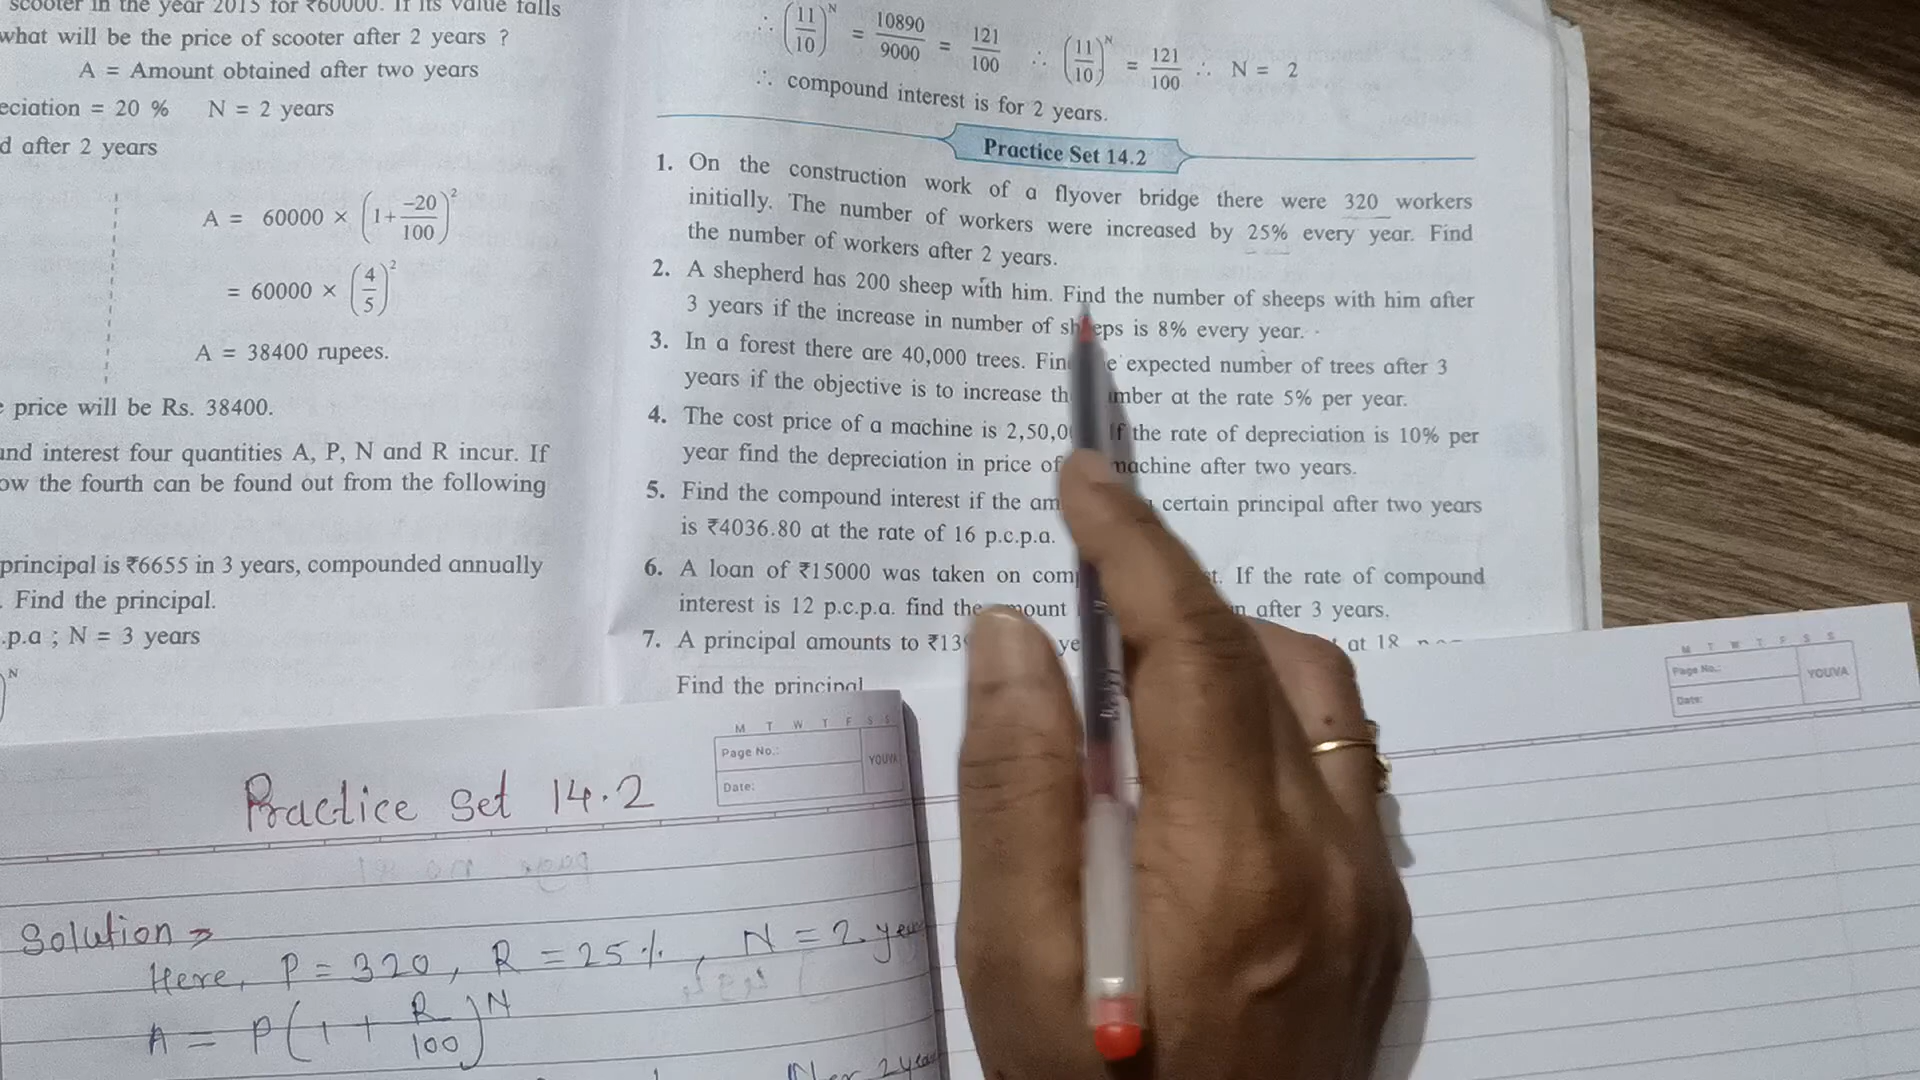 scooter in the year 2015 for ₹60000. If its value falls
what will be the price of scooter after 2 years ?
A = Amount obtained after two years
eciation = 20 % N = 2 years
d after 2 years
A = 60000 × (1+ -20/100)²
= 60000 × (4/5)²
A = 38400 rupees.
price will be Rs. 38400.
und interest four quantities A, P, N and R incur. If
ow the fourth can be found out from the following
principal is ₹6655 in 3 years, compounded annually
. Find the principal.
.p.a ; N = 3 years
N
∴ (11/10)ᴺ = 10890/9000 = 121/100 ∴ (11/10)ᴺ = 121/100 ∴ N = 2
∴ compound interest is for 2 years.
Practice Set 14.2
1. On the construction work of a flyover bridge there were 320 workers
initially. The number of workers were increased by 25% every year. Find
the number of workers after 2 years.
2. A shepherd has 200 sheep with him. Find the number of sheeps with him after
3 years if the increase in number of sheeps is 8% every year.
3. In a forest there are 40,000 trees. Fin e expected number of trees after 3
years if the objective is to increase th mber at the rate 5% per year.
4. The cost price of a machine is 2,50,0 f the rate of depreciation is 10% per
year find the depreciation in price of machine after two years.
5. Find the compound interest if the am certain principal after two years
is ₹4036.80 at the rate of 16 p.c.p.a.
6. A loan of ₹15000 was taken on com t. If the rate of compound
interest is 12 p.c.p.a. find the mount n after 3 years.
7. A principal amounts to ₹13 ye at 18
Find the principal
M T W T F S S
Page No.:
YOUVA
Date:
M T W T F S S
Page No.:
YOUVA
Date:
Practice Set 14.2
Solution ⇒
Here, P = 320, R = 25%, N = 2 year
A = P(1 + R/100)ᴺ